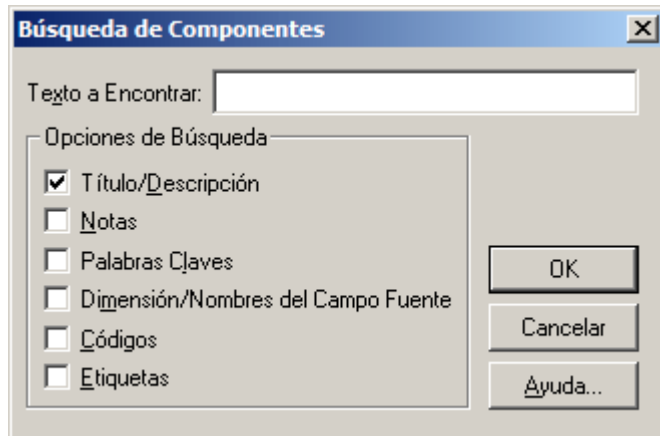 Búsqueda de Componentes
Texto a Encontrar:
Opciones de Búsqueda
Título/Descripción
Notas
Palabras Claves
Dimensión/Nombres del Campo Fuente
Códigos
Etiquetas
OK
Cancelar
Ayuda...